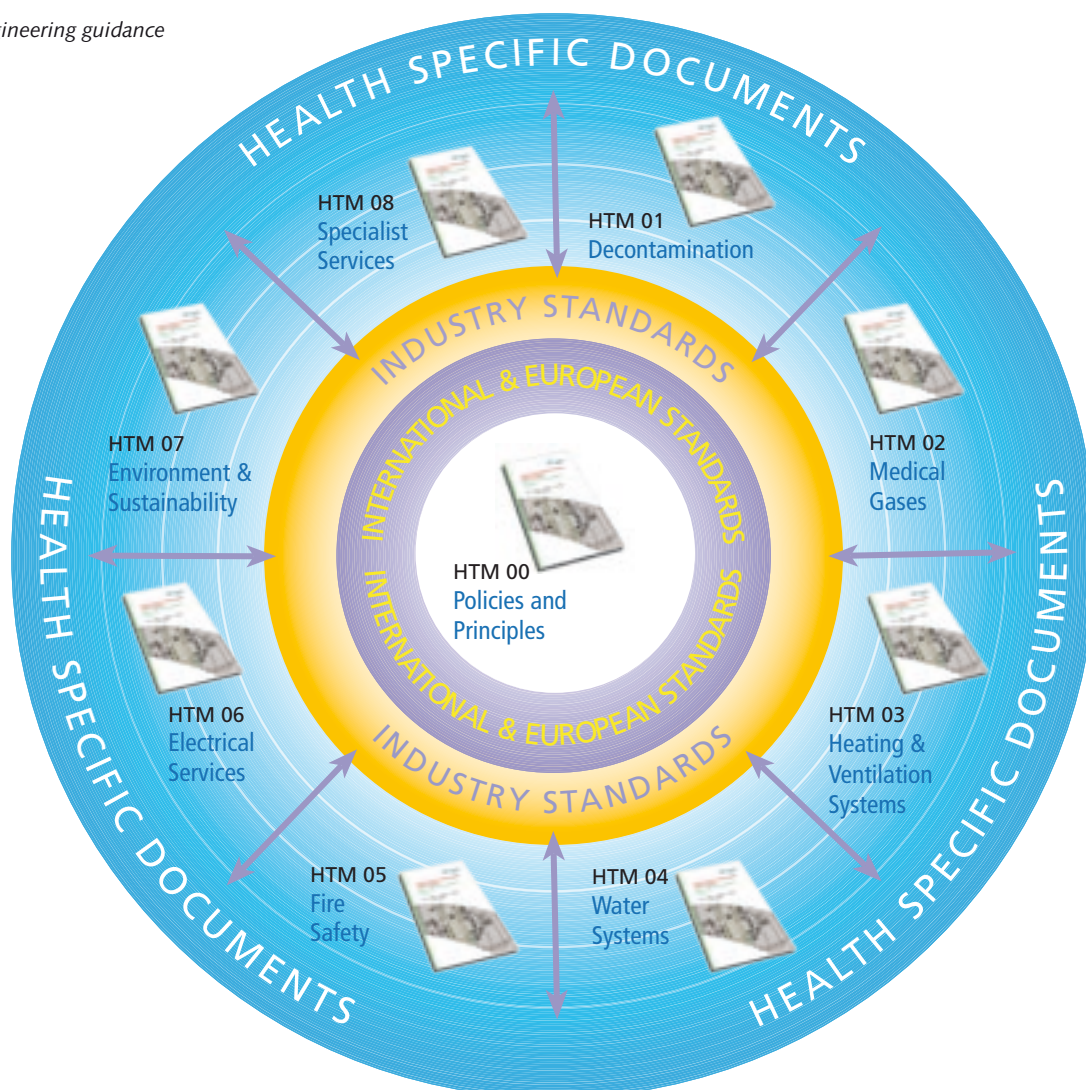 ineering guidance
HEALTH SPECIFIC DOCUMENTS
HTM 08
Specialist
Services
HTM 01
Decontamination
INDUSTRY STANDARDS
INTERNATIONAL & EUROPEAN STANDARDS
HTM 07
Environment &
Sustainability
HTM 02
Medical
Gases
HTM 00
Policies and
Principles
HEALTH SPECIFIC DOCUMENTS
HEALTH SPECIFIC DOCUMENTS
INTERNATIONAL & EUROPEAN STANDARDS
INDUSTRY STANDARDS
HTM 06
Electrical
Services
HTM 03
Heating &
Ventilation
Systems
HTM 05
Fire
Safety
HTM 04
Water
Systems